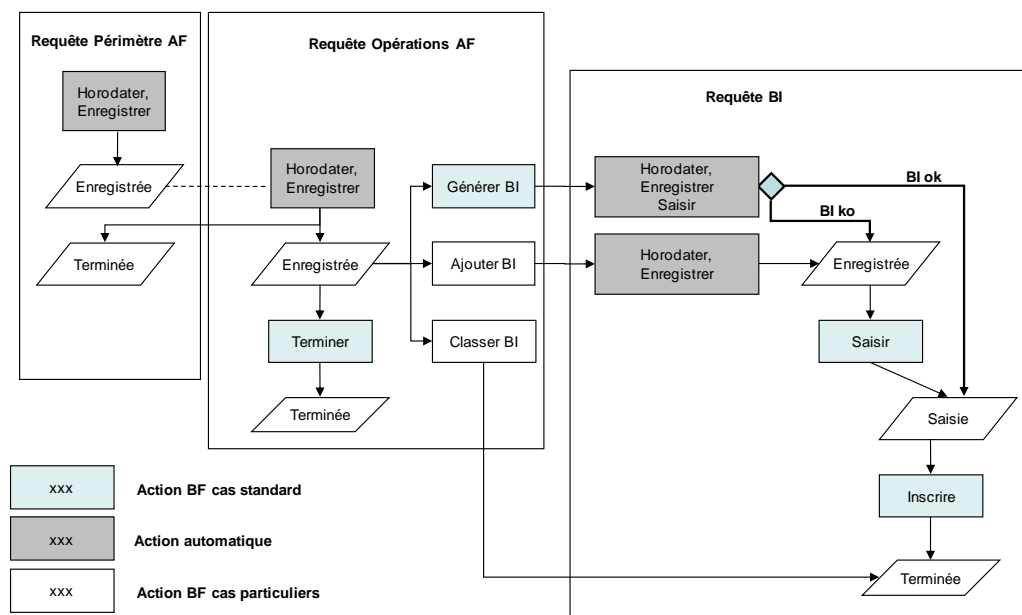 Requête Périmètre AF
Horodater,
Enregistrer
Enregistrée
Terminée
Requête Opérations AF
Horodater,
Enregistrer
Enregistrée
Terminer
Terminée
Générer BI
Ajouter BI
Classer BI
Requête BI
Horodater,
Enregistrer
Saisir
BI ok
BI ko
Horodater,
Enregistrer
Enregistrée
Saisir
Saisie
Inscrire
Terminée
xxx
Action BF cas standard
xxx
Action automatique
xxx
Action BF cas particuliers